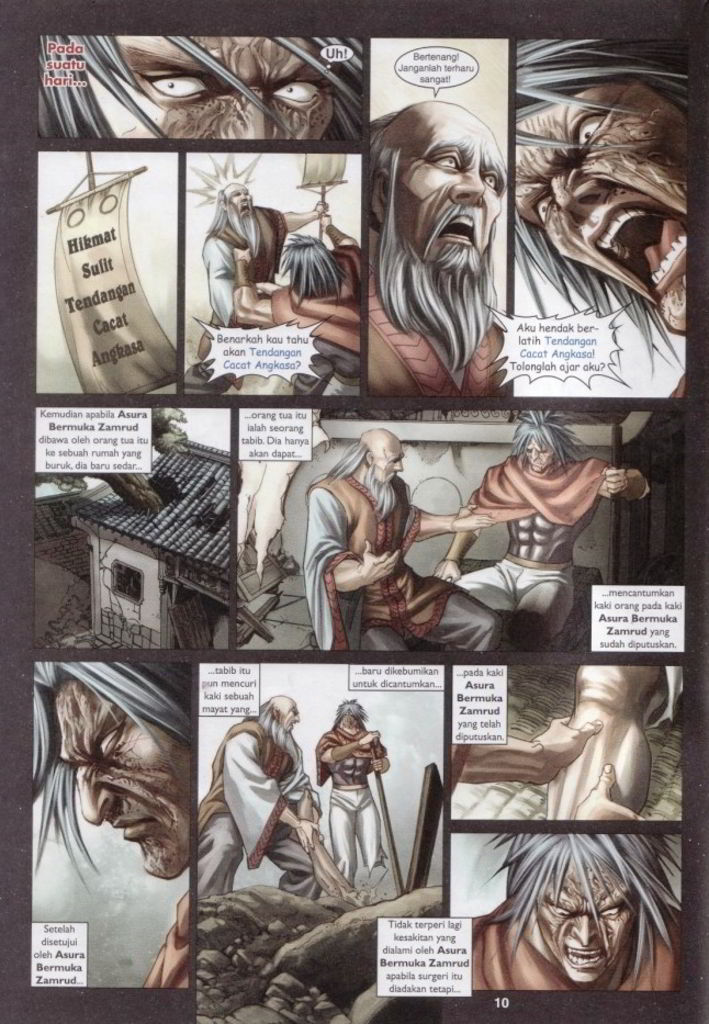 Pada
suatu
hari...
Uh!
Bertenang!
Janganlah terharu
sangat!
Hikmat
Sulit
Tendangan
Cacat
Angkasa
Benarkah kau tahu
akan Tendangan
Cacat Angkasa?
Aku hendak ber-
latih Tendangan
Cacat Angkasa!
Tolonglah ajar aku?
Kemudian apabila Asura
Bermuka Zamrud
dibawa oleh orang tua itu
ke sebuah rumah yang
buruk, dia baru sedar...
...orang tua itu
ialah seorang
tabib. Dia hanya
akan dapat...
...mencantumkan
kaki orang pada kaki
Asura Bermuka
Zamrud yang
sudah diputuskan.
Setelah
disetujui
oleh Asura
Bermuka
Zamrud...
...tabib itu
pun mencuri
kaki sebuah
mayat yang...
...baru dikebumikan
untuk dicantumkan...
...pada kaki
Asura
Bermuka
Zamrud
yang telah
diputuskan.
Tidak terperi lagi
kesakitan yang
dialami oleh Asura
Bermuka Zamrud
apabila surgeri itu
diadakan tetapi...
10